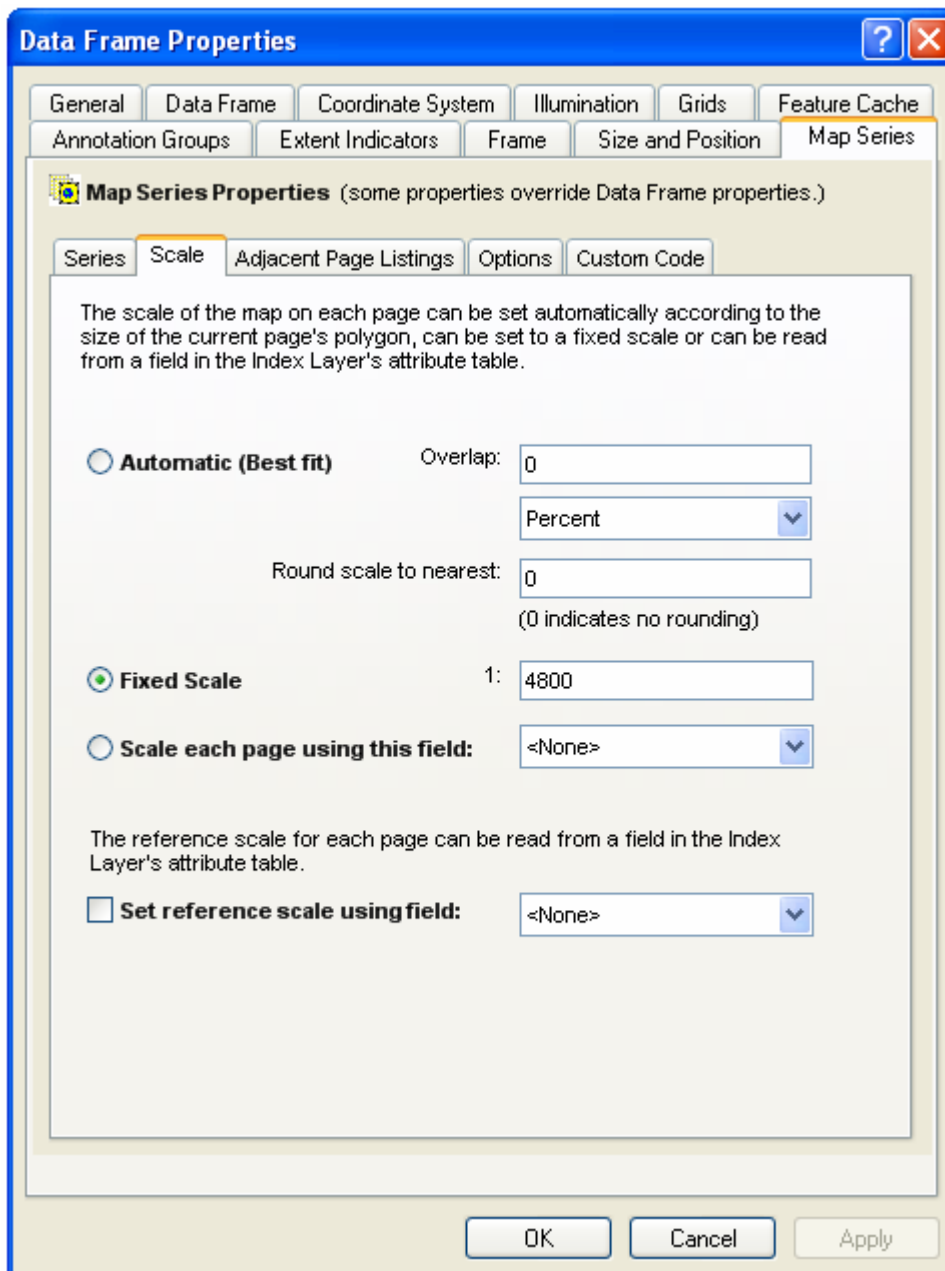 Data Frame Properties
General Data Frame Coordinate System Illumination Grids Feature Cache
Annotation Groups Extent Indicators Frame Size and Position Map Series
Map Series Properties (some properties override Data Frame properties.)
Series Scale Adjacent Page Listings Options Custom Code
The scale of the map on each page can be set automatically according to the
size of the current page's polygon, can be set to a fixed scale or can be read
from a field in the Index Layer's attribute table.
Automatic (Best fit) Overlap: 0
Percent
Round scale to nearest: 0
(0 indicates no rounding)
Fixed Scale 1: 4800
Scale each page using this field: <None>
The reference scale for each page can be read from a field in the Index
Layer's attribute table.
Set reference scale using field: <None>
OK Cancel Apply